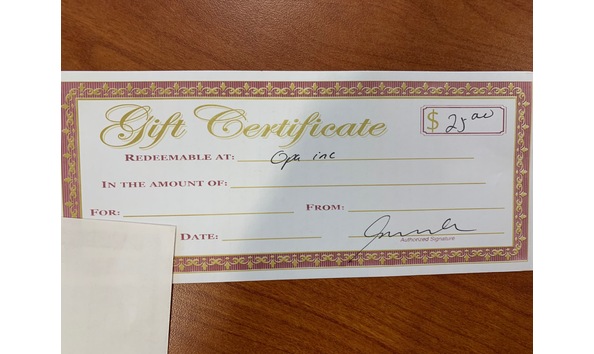 Gift Certificate
$ 25.00
REDEEMABLE AT: Opa inc
IN THE AMOUNT OF:
FOR: FROM:
DATE:
Authorized Signature